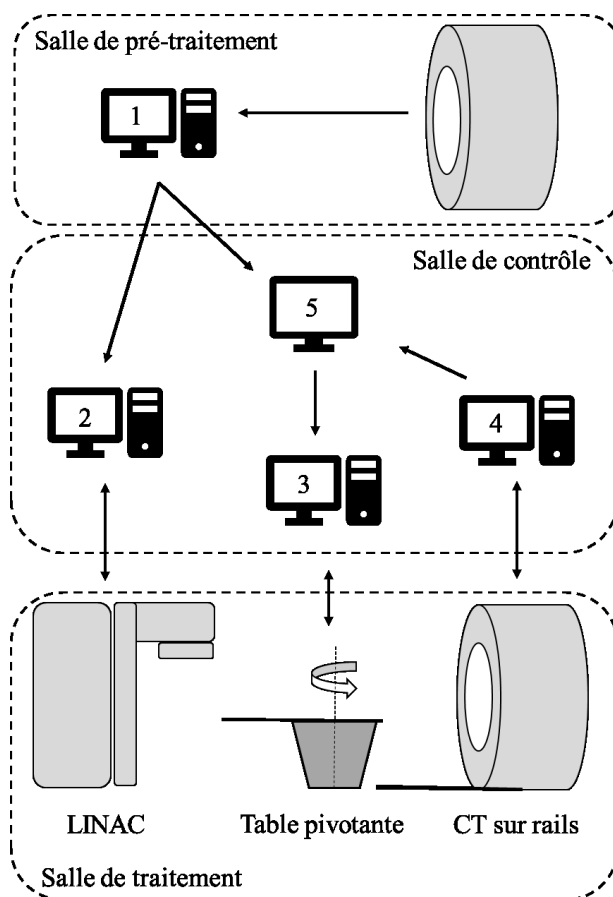 Salle de pré-traitement
1
Salle de contrôle
5
2
4
3
LINAC
Table pivotante
CT sur rails
Salle de traitement